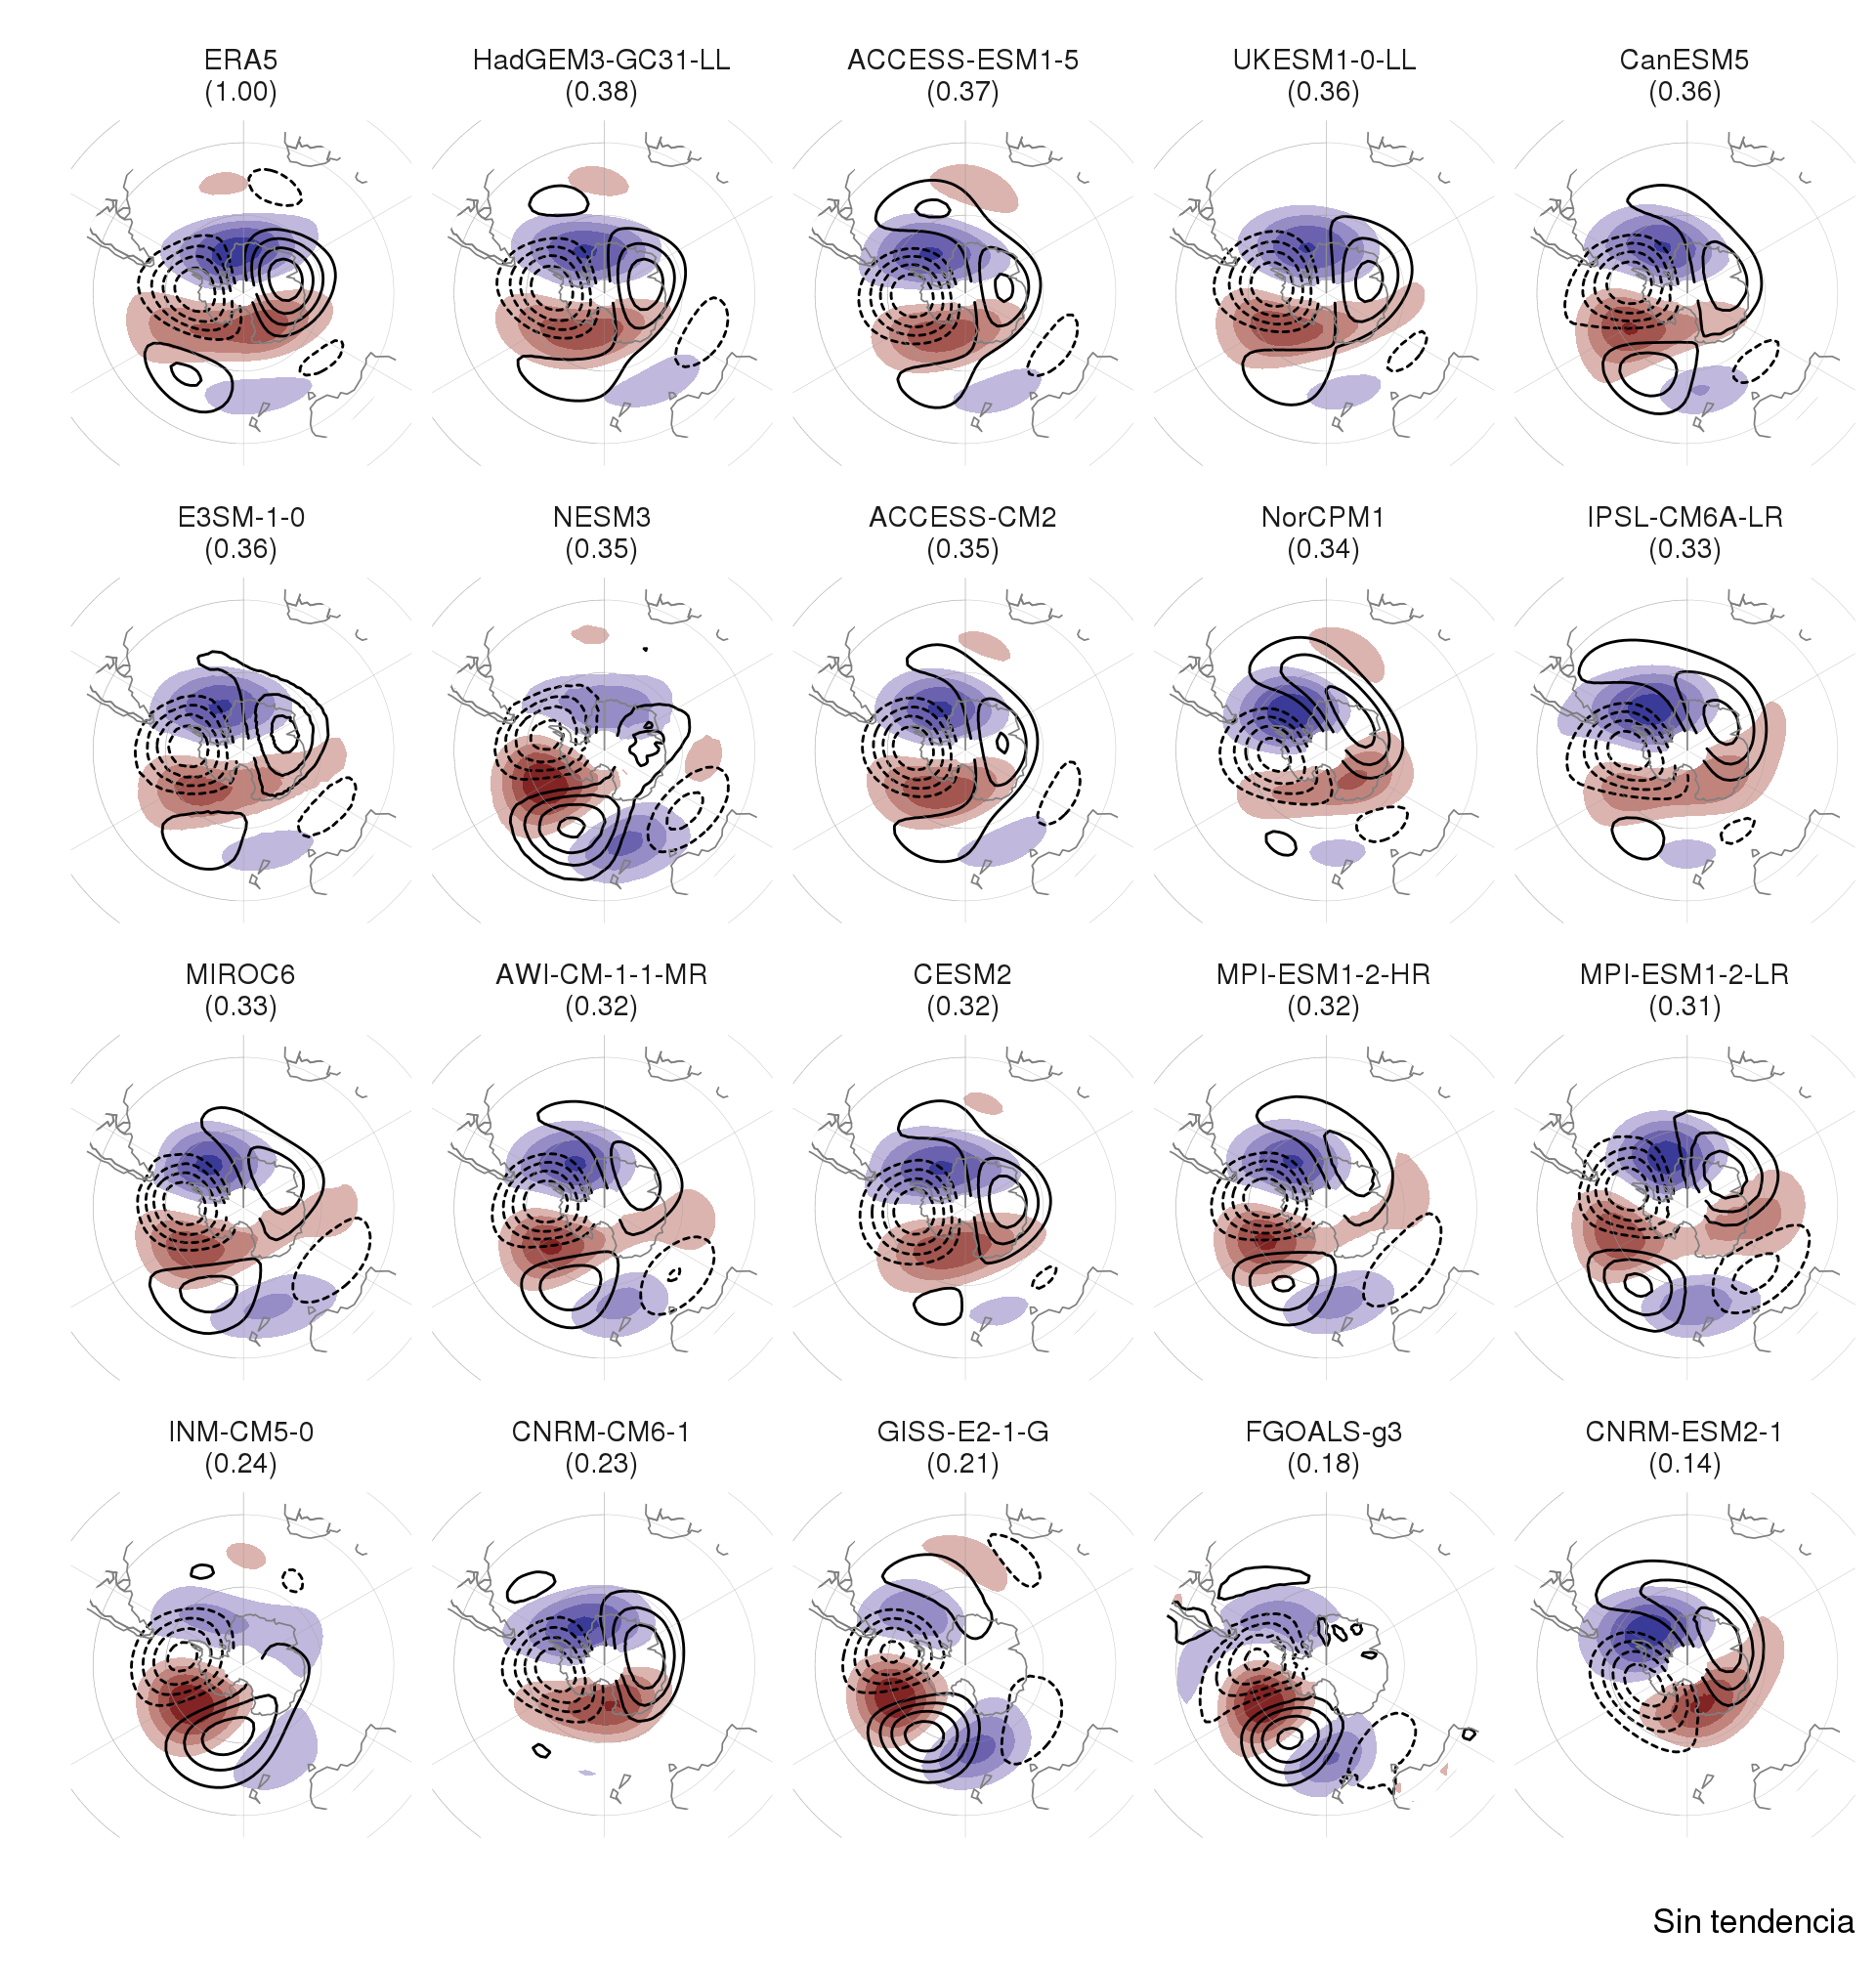 ERA5
(1.00)
HadGEM3-GC31-LL
(0.38)
ACCESS-ESM1-5
(0.37)
UKESM1-0-LL
(0.36)
CanESM5
(0.36)
E3SM-1-0
(0.36)
NESM3
(0.35)
ACCESS-CM2
(0.35)
NorCPM1
(0.34)
IPSL-CM6A-LR
(0.33)
MIROC6
(0.33)
AWI-CM-1-1-MR
(0.32)
CESM2
(0.32)
MPI-ESM1-2-HR
(0.32)
MPI-ESM1-2-LR
(0.31)
INM-CM5-0
(0.24)
CNRM-CM6-1
(0.23)
GISS-E2-1-G
(0.21)
FGOALS-g3
(0.18)
CNRM-ESM2-1
(0.14)
Sin tendencia